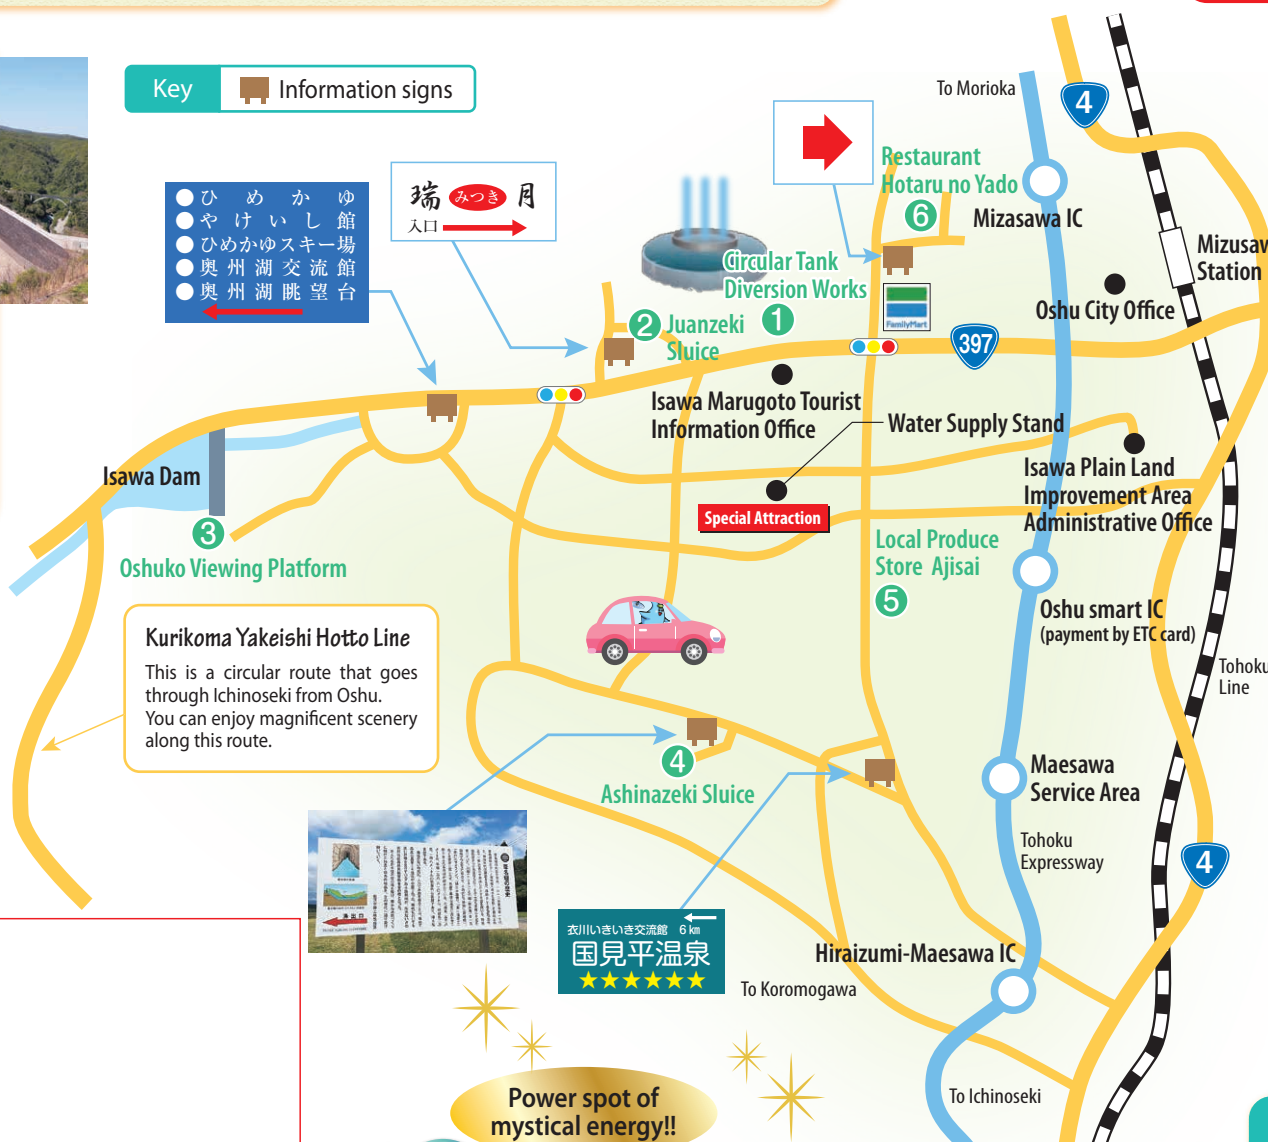 Key
Information signs
ひめかゆ
やけいし館
ひめかゆスキー場
奥州湖交流館
奥州湖眺望台
瑞 みつき 月
入口
To Morioka
4
Restaurant
Hotaru no Yado
6
Mizasawa IC
Circular Tank
Diversion Works
1
FamilyMart
Station
Oshu City Office
2
Juanzeki
Sluice
397
Isawa Marugoto Tourist
Information Office
Water Supply Stand
Isawa Dam
Special Attraction
Isawa Plain Land
Improvement Area
Administrative Office
3
Oshuko Viewing Platform
Local Produce
Store Ajisai
5
Kurikoma Yakeishi Hotto Line
This is a circular route that goes
through Ichinoseki from Oshu.
You can enjoy magnificent scenery
along this route.
Oshu smart IC
(payment by ETC card)
Line
4
Ashinazeki Sluice
Maesawa
Service Area
Tohoku
Expressway
4
衣川いきいき交流館 6㎞
国見平温泉
★★★★★★
Hiraizumi-Maesawa IC
To Koromogawa
To Ichinoseki
Power spot of
mystical energy!!